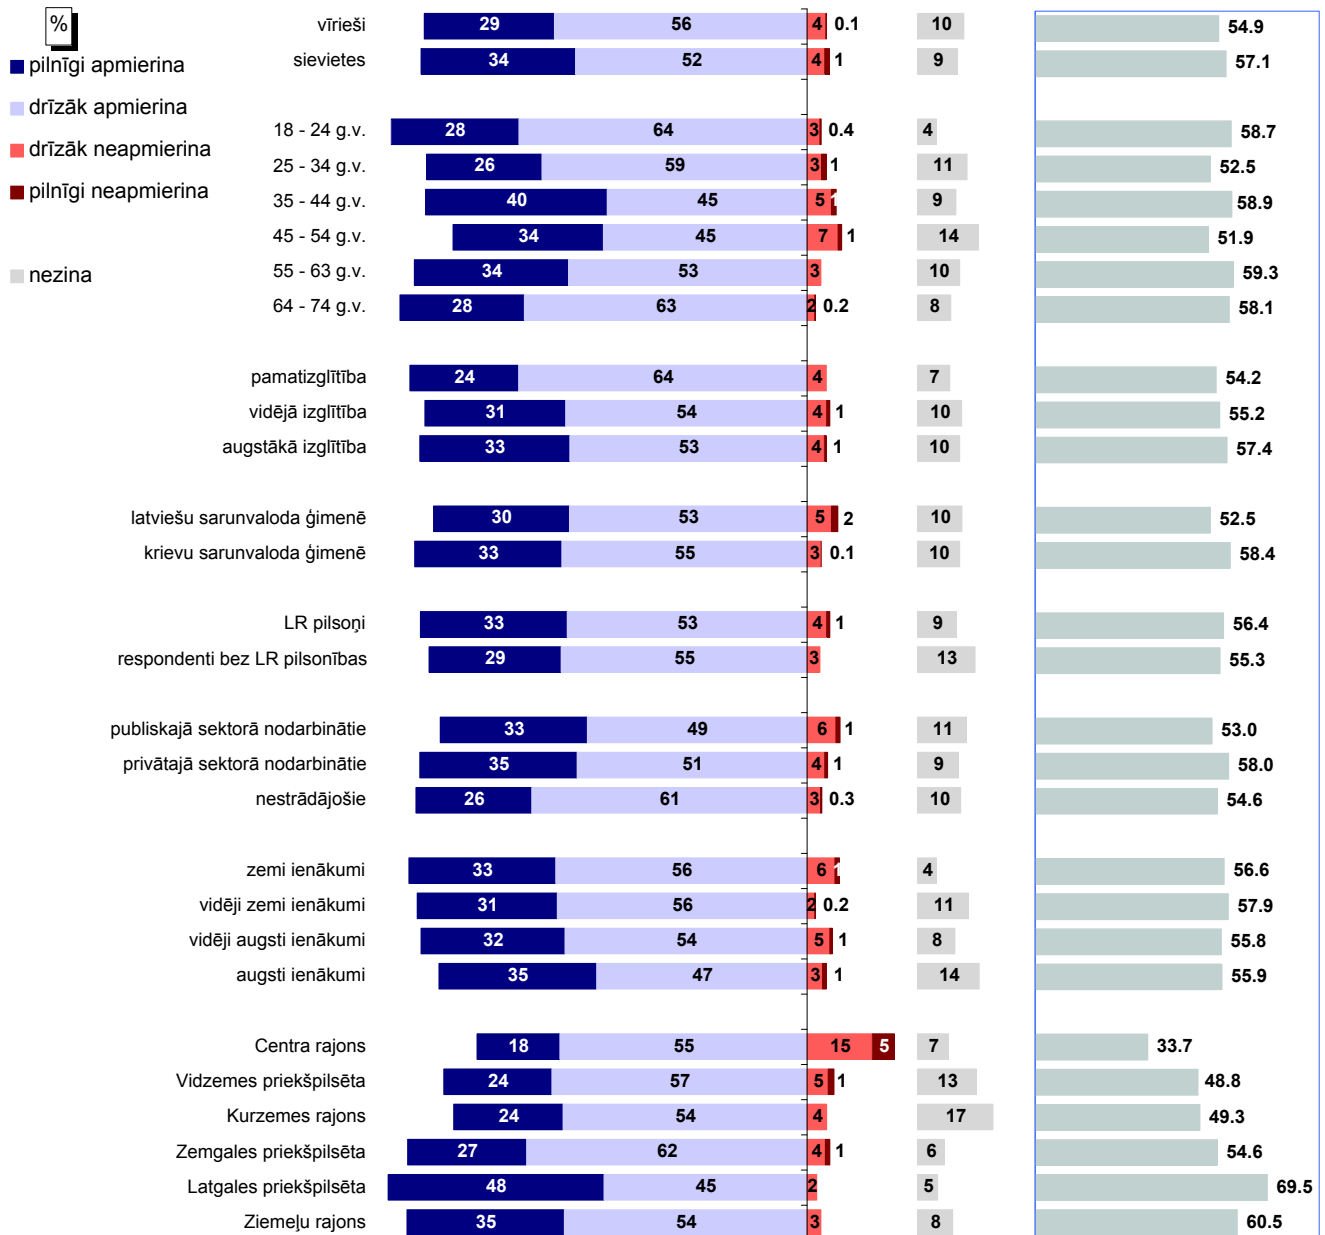 %
pilnīgi apmierina
drīzāk apmierina
drīzāk neapmierina
pilnīgi neapmierina
nezina
vīrieši 29 56 4 0.1 10 54.9
sievietes 34 52 4 1 9 57.1
18 - 24 g.v. 28 64 3 0.4 4 58.7
25 - 34 g.v. 26 59 3 1 11 52.5
35 - 44 g.v. 40 45 5 1 9 58.9
45 - 54 g.v. 34 45 7 1 14 51.9
55 - 63 g.v. 34 53 3 10 59.3
64 - 74 g.v. 28 63 2 0.2 8 58.1
pamatizglītība 24 64 4 7 54.2
vidējā izglītība 31 54 4 1 10 55.2
augstākā izglītība 33 53 4 1 10 57.4
latviešu sarunvaloda ģimenē 30 53 5 2 10 52.5
krievu sarunvaloda ģimenē 33 55 3 0.1 10 58.4
LR pilsoņi 33 53 4 1 9 56.4
respondenti bez LR pilsonības 29 55 3 13 55.3
publiskajā sektorā nodarbinātie 33 49 6 1 11 53.0
privātajā sektorā nodarbinātie 35 51 4 1 9 58.0
nestrādājošie 26 61 3 0.3 10 54.6
zemi ienākumi 33 56 6 1 4 56.6
vidēji zemi ienākumi 31 56 2 0.2 11 57.9
vidēji augsti ienākumi 32 54 5 1 8 55.8
augsti ienākumi 35 47 3 1 14 55.9
Centra rajons 18 55 15 5 7 33.7
Vidzemes priekšpilsēta 24 57 5 1 13 48.8
Kurzemes rajons 24 54 4 17 49.3
Zemgales priekšpilsēta 27 62 4 1 6 54.6
Latgales priekšpilsēta 48 45 2 5 69.5
Ziemeļu rajons 35 54 3 8 60.5